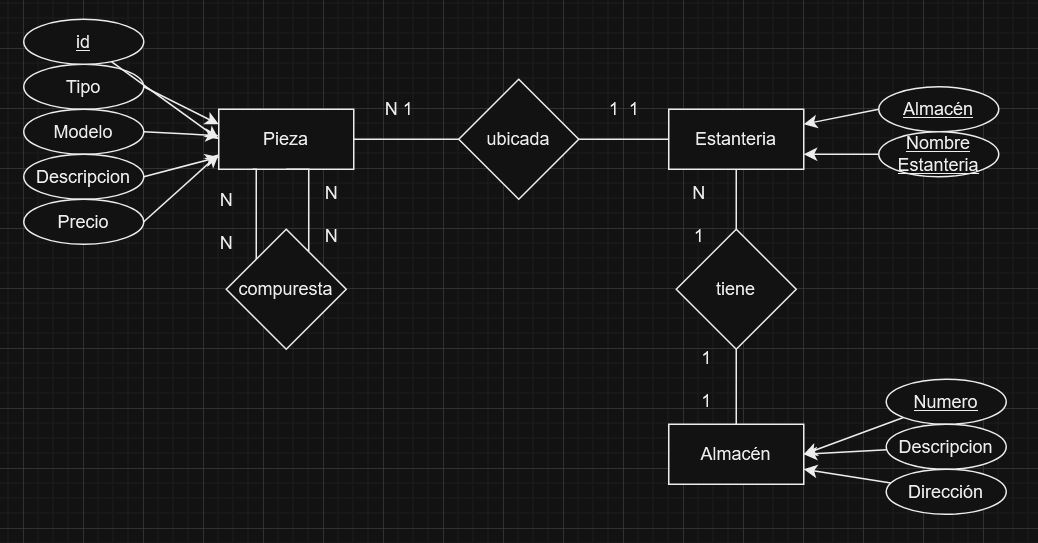 id
Tipo
Modelo
Descripcion
Precio
Pieza
N 1
ubicada
1 1
Estanteria
Almacén
Nombre
Estanteria
N
N
N
N
compuresta
N
1
tiene
1
1
Almacén
Numero
Descripcion
Dirección